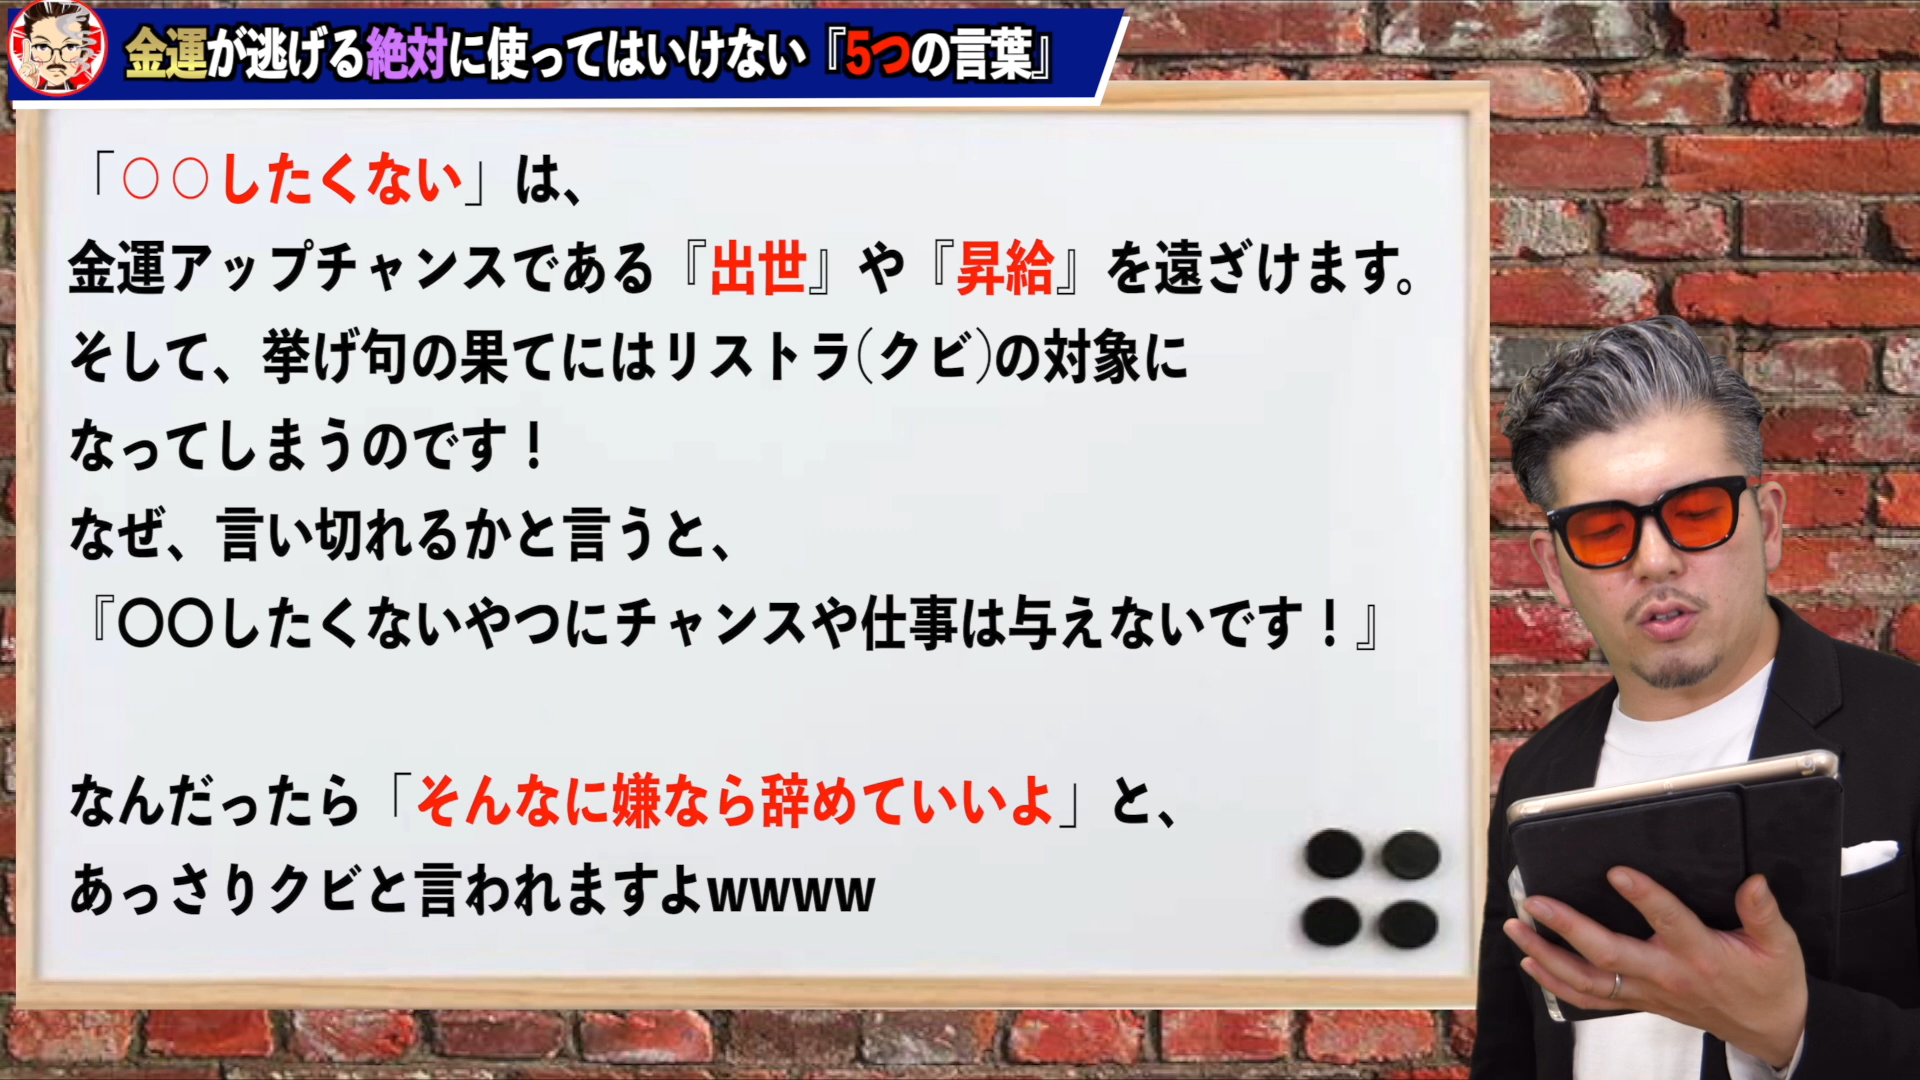 金運が逃げる絶対に使ってはいけない『5つの言葉』
「○○したくない」は、
金運アップチャンスである『出世』や『昇給』を遠ざけます。
そして、挙げ句の果てにはリストラ(クビ)の対象に
なってしまうのです！
なぜ、言い切れるかと言うと、
『〇〇したくないやつにチャンスや仕事は与えないです！』
なんだったら「そんなに嫌なら辞めていいよ」と、
あっさりクビと言われますよwwww